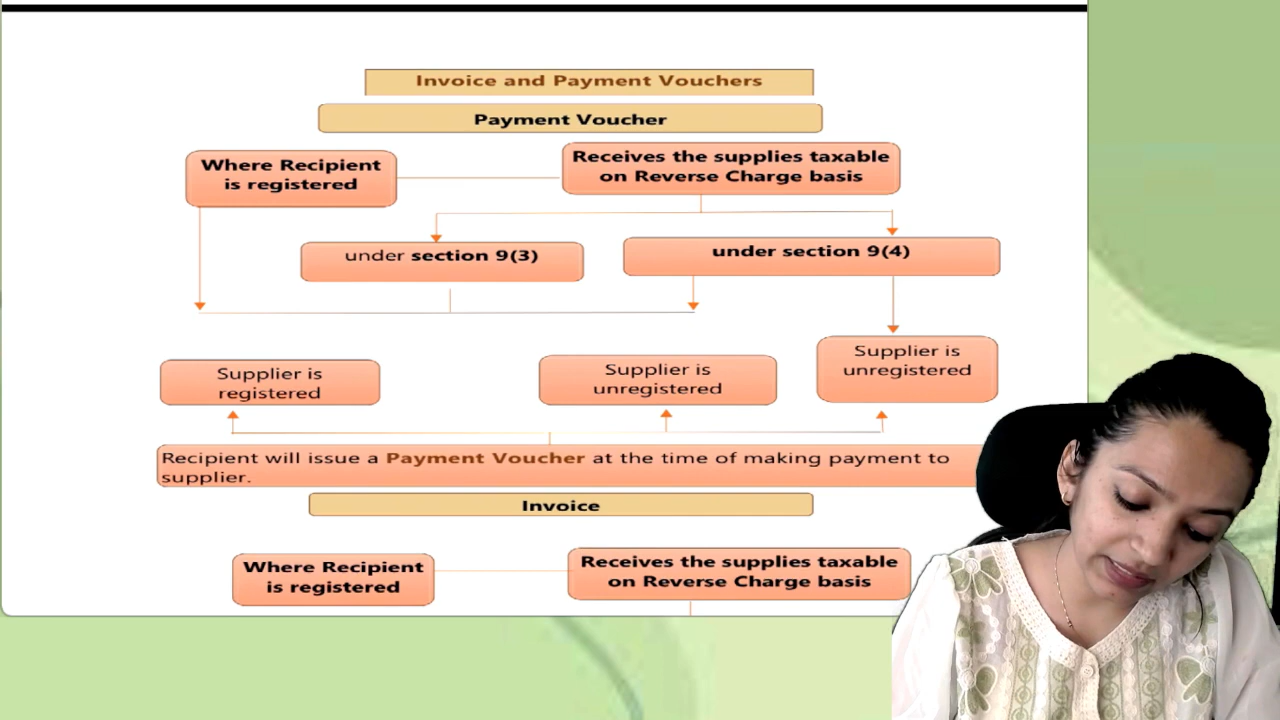 Invoice and Payment Vouchers
Payment Voucher
Where Recipient
is registered
Receives the supplies taxable
on Reverse Charge basis
under section 9(3)
under section 9(4)
Supplier is
registered
Supplier is
unregistered
Supplier is
unregistered
Recipient will issue a Payment Voucher at the time of making payment to
supplier.
Invoice
Where Recipient
is registered
Receives the supplies taxable
on Reverse Charge basis